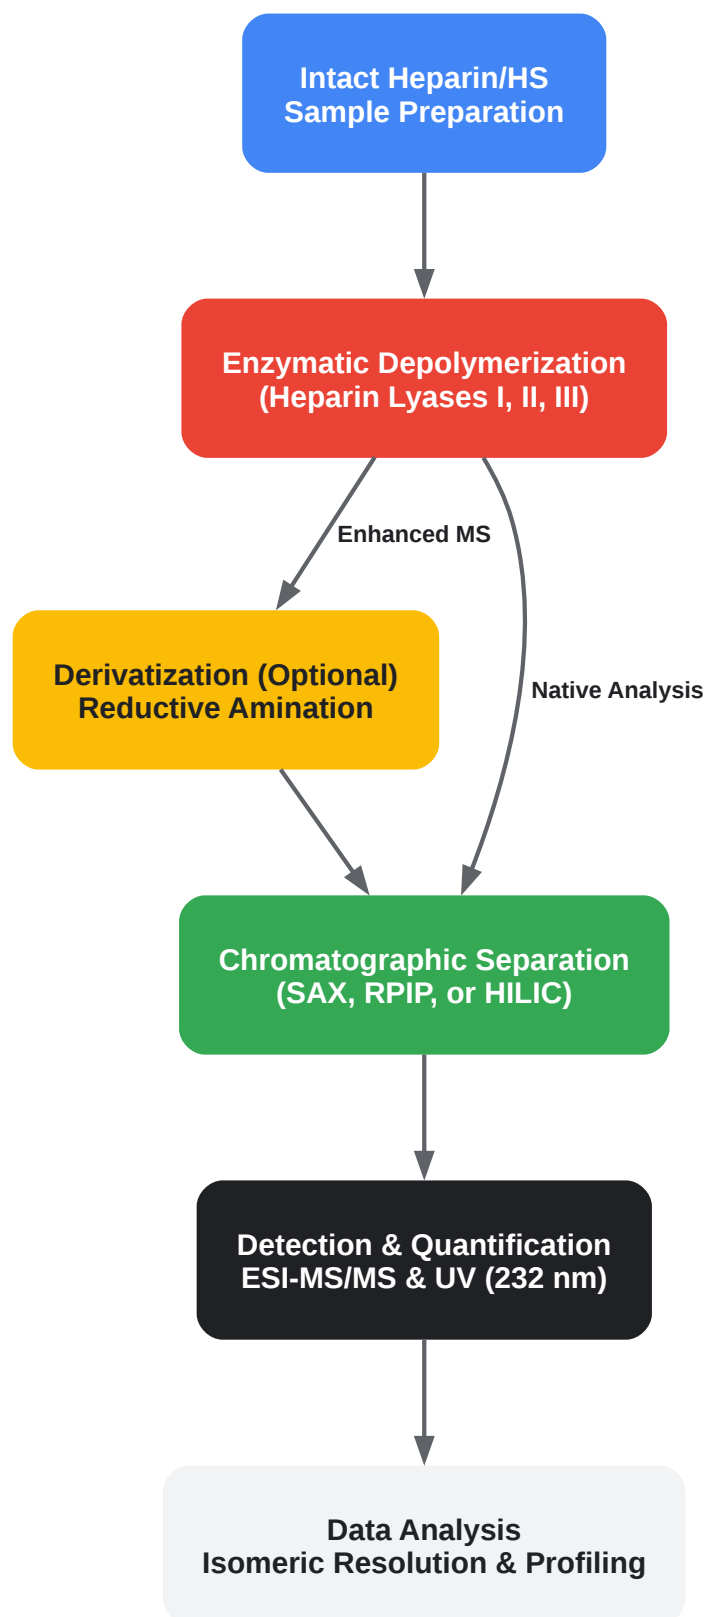 Intact Heparin/HS
Sample Preparation
Enzymatic Depolymerization
(Heparin Lyases I, II, III)
Enhanced MS
Derivatization (Optional)
Reductive Amination
Native Analysis
Chromatographic Separation
(SAX, RPIP, or HILIC)
Detection & Quantification
ESI-MS/MS & UV (232 nm)
Data Analysis
Isomeric Resolution & Profiling